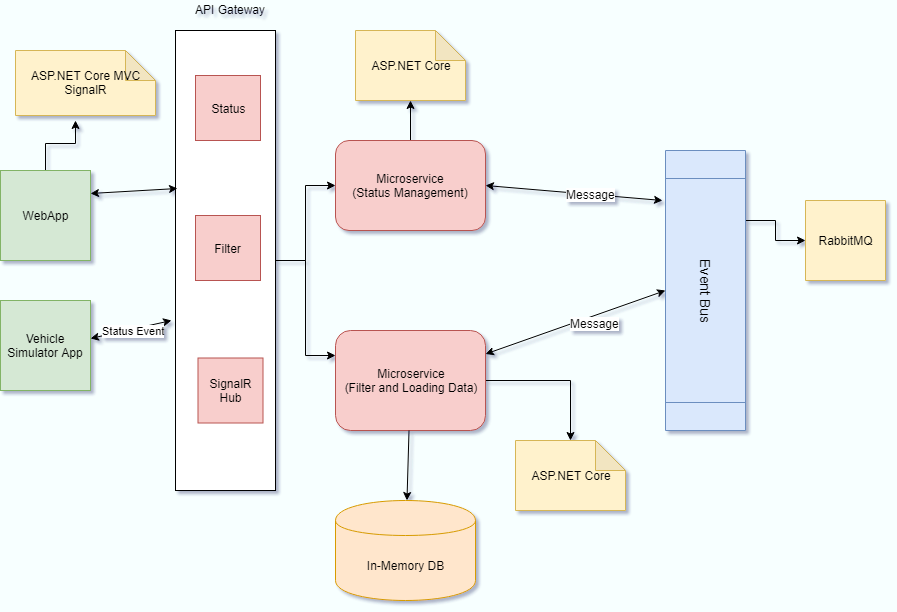 API Gateway
ASP.NET Core MVC
SignalR
ASP.NET Core
Status
Microservice
(Status Management)
Message
WebApp
Filter
RabbitMQ
Event Bus
Vehicle
Simulator App
Status Event
Message
SignalR
Hub
Microservice
(Filter and Loading Data)
ASP.NET Core
In-Memory DB